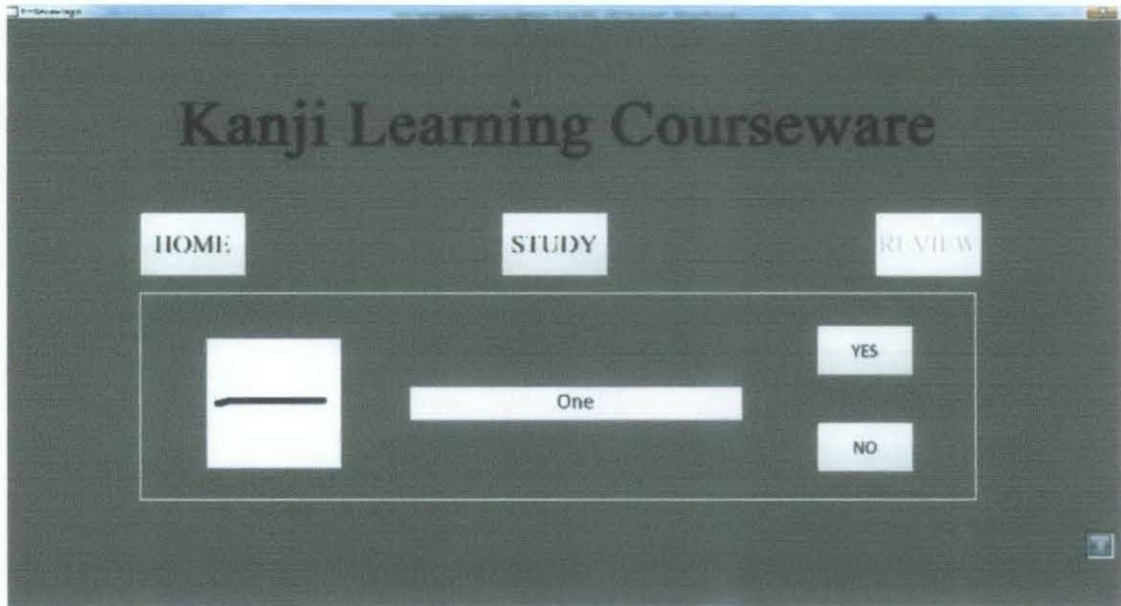 Kanji Learning Courseware
HOME
STUDY
REVIEW
一
One
YES
NO